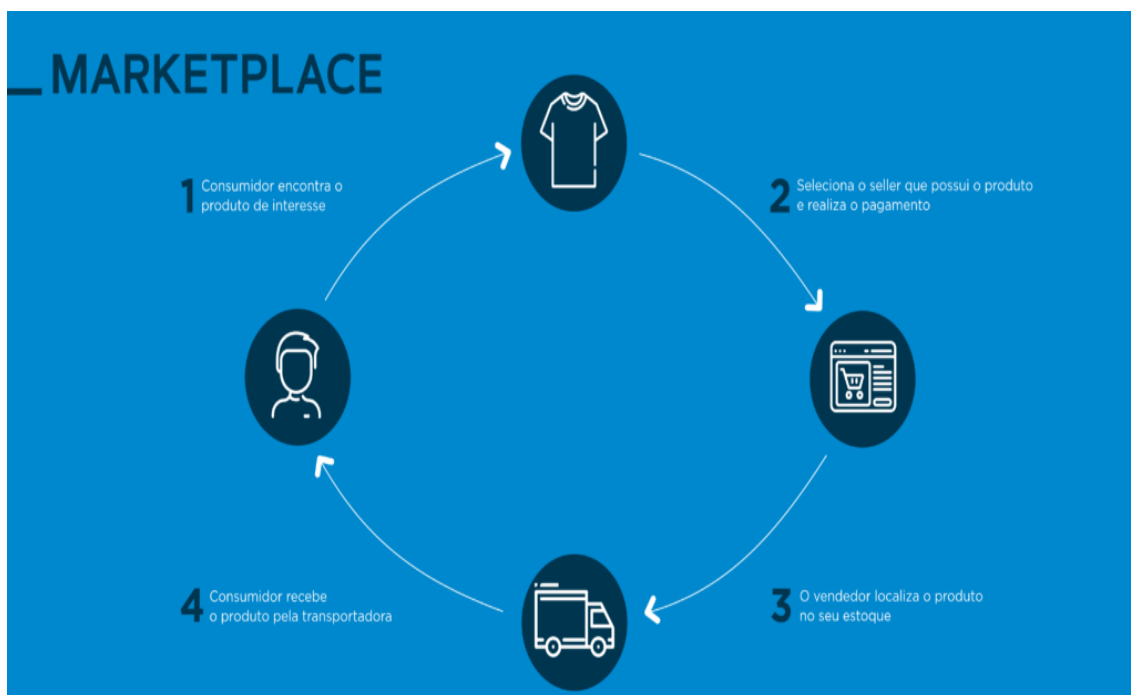 _ MARKETPLACE
1 Consumidor encontra o
produto de interesse
2 Seleciona o seller que possui o produto
e realiza o pagamento
3 O vendedor localiza o produto
no seu estoque
4 Consumidor recebe
o produto pela transportadora